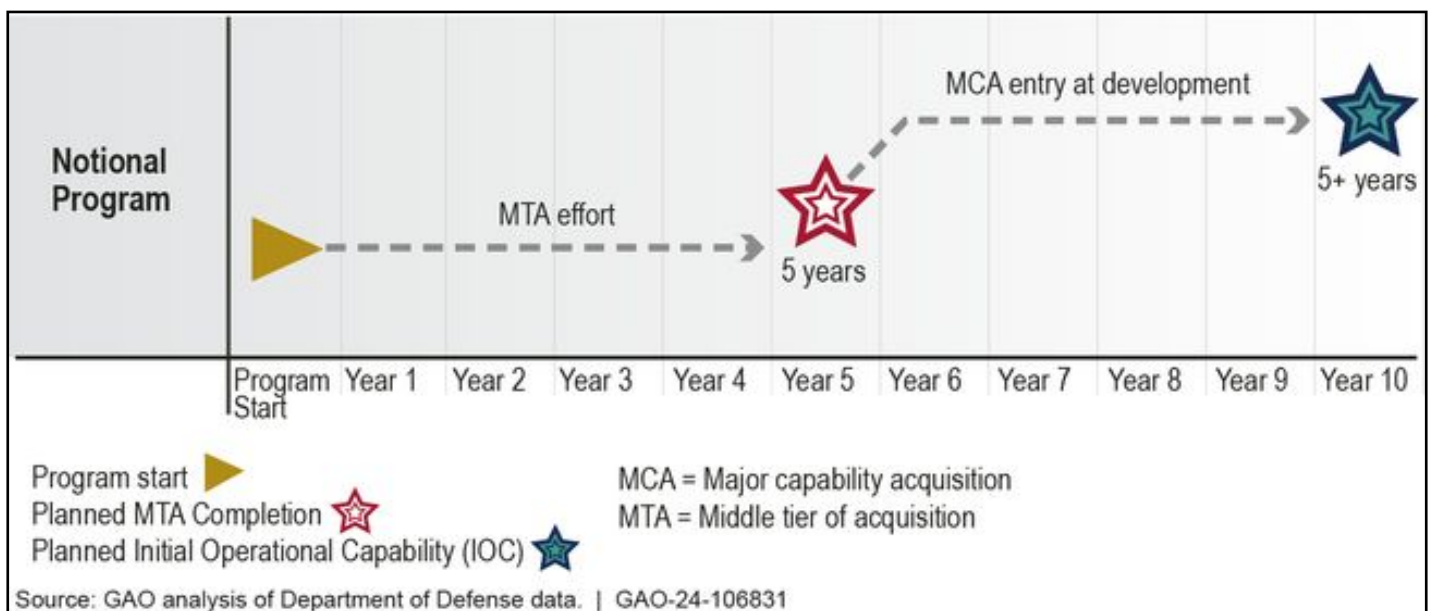 MCA entry at development
Notional
Program
5+ years
MTA effort
5 years
Program Year 1 Year 2 Year 3 Year 4 Year 5 Year 6 Year 7 Year 8 Year 9 Year 10
Start
Program start
Planned MTA Completion
Planned Initial Operational Capability (IOC)
MCA = Major capability acquisition
MTA = Middle tier of acquisition
Source: GAO analysis of Department of Defense data. | GAO-24-106831